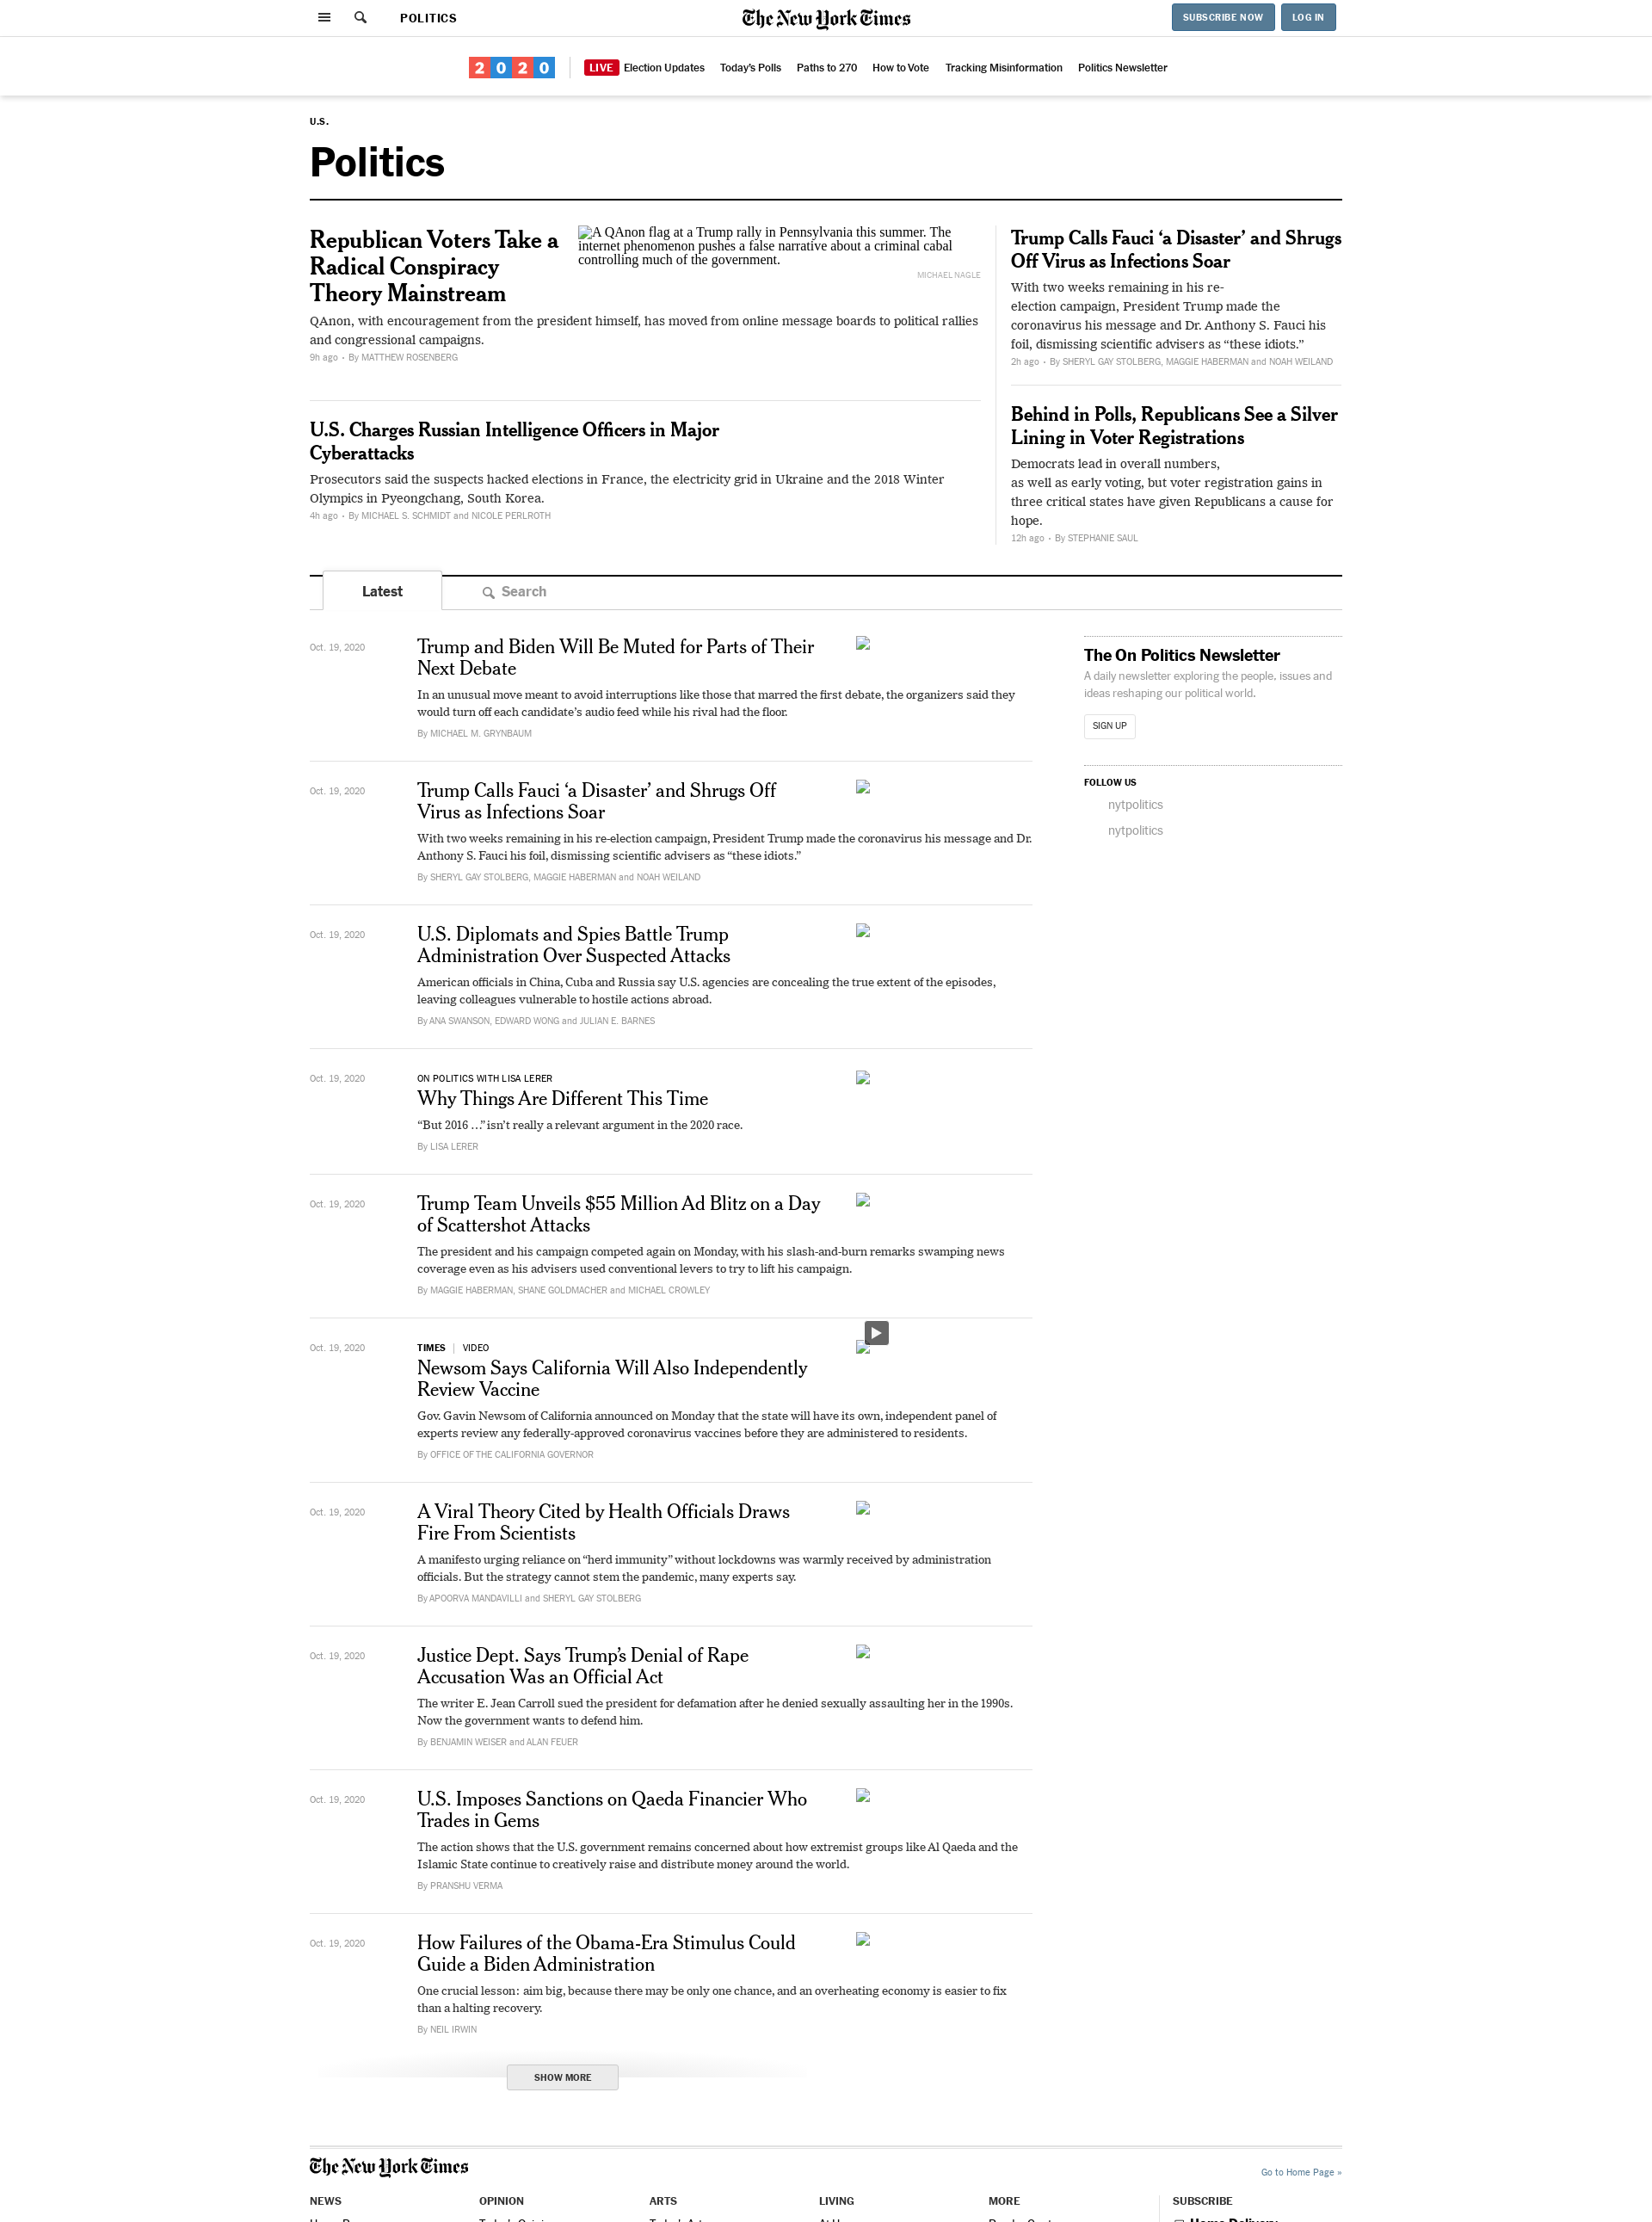 POLITICS
The New York Times
SUBSCRIBE NOW
LOG IN
2020
LIVE Election Updates
Today's Polls
Paths to 270
How to Vote
Tracking Misinformation
Politics Newsletter
U.S.
Politics
Republican Voters Take a
Radical Conspiracy
Theory Mainstream
A QAnon flag at a Trump rally in Pennsylvania this summer. The
internet phenomenon pushes a false narrative about a criminal cabal
controlling much of the government.
MICHAEL NAGLE
QAnon, with encouragement from the president himself, has moved from online message boards to political rallies
and congressional campaigns.
9h ago • By MATTHEW ROSENBERG
U.S. Charges Russian Intelligence Officers in Major
Cyberattacks
Prosecutors said the suspects hacked elections in France, the electricity grid in Ukraine and the 2018 Winter
Olympics in Pyeongchang, South Korea.
4h ago • By MICHAEL S. SCHMIDT and NICOLE PERLROTH
Trump Calls Fauci ‘a Disaster’ and Shrugs
Off Virus as Infections Soar
With two weeks remaining in his re-
election campaign, President Trump made the
coronavirus his message and Dr. Anthony S. Fauci his
foil, dismissing scientific advisers as “these idiots.”
2h ago • By SHERYL GAY STOLBERG, MAGGIE HABERMAN and NOAH WEILAND
Behind in Polls, Republicans See a Silver
Lining in Voter Registrations
Democrats lead in overall numbers,
as well as early voting, but voter registration gains in
three critical states have given Republicans a cause for
hope.
12h ago • By STEPHANIE SAUL
Latest
Search
Oct. 19, 2020
Trump and Biden Will Be Muted for Parts of Their
Next Debate
In an unusual move meant to avoid interruptions like those that marred the first debate, the organizers said they
would turn off each candidate’s audio feed while his rival had the floor.
By MICHAEL M. GRYNBAUM
Oct. 19, 2020
Trump Calls Fauci ‘a Disaster’ and Shrugs Off
Virus as Infections Soar
With two weeks remaining in his re-election campaign, President Trump made the coronavirus his message and Dr.
Anthony S. Fauci his foil, dismissing scientific advisers as “these idiots.”
By SHERYL GAY STOLBERG, MAGGIE HABERMAN and NOAH WEILAND
Oct. 19, 2020
U.S. Diplomats and Spies Battle Trump
Administration Over Suspected Attacks
American officials in China, Cuba and Russia say U.S. agencies are concealing the true extent of the episodes,
leaving colleagues vulnerable to hostile actions abroad.
By ANA SWANSON, EDWARD WONG and JULIAN E. BARNES
Oct. 19, 2020
ON POLITICS WITH LISA LERER
Why Things Are Different This Time
“But 2016 …” isn’t really a relevant argument in the 2020 race.
By LISA LERER
Oct. 19, 2020
Trump Team Unveils $55 Million Ad Blitz on a Day
of Scattershot Attacks
The president and his campaign competed again on Monday, with his slash-and-burn remarks swamping news
coverage even as his advisers used conventional levers to try to lift his campaign.
By MAGGIE HABERMAN, SHANE GOLDMACHER and MICHAEL CROWLEY
Oct. 19, 2020
TIMES | VIDEO
Newsom Says California Will Also Independently
Review Vaccine
Gov. Gavin Newsom of California announced on Monday that the state will have its own, independent panel of
experts review any federally-approved coronavirus vaccines before they are administered to residents.
By OFFICE OF THE CALIFORNIA GOVERNOR
Oct. 19, 2020
A Viral Theory Cited by Health Officials Draws
Fire From Scientists
A manifesto urging reliance on “herd immunity” without lockdowns was warmly received by administration
officials. But the strategy cannot stem the pandemic, many experts say.
By APOORVA MANDAVILLI and SHERYL GAY STOLBERG
Oct. 19, 2020
Justice Dept. Says Trump’s Denial of Rape
Accusation Was an Official Act
The writer E. Jean Carroll sued the president for defamation after he denied sexually assaulting her in the 1990s.
Now the government wants to defend him.
By BENJAMIN WEISER and ALAN FEUER
Oct. 19, 2020
U.S. Imposes Sanctions on Qaeda Financier Who
Trades in Gems
The action shows that the U.S. government remains concerned about how extremist groups like Al Qaeda and the
Islamic State continue to creatively raise and distribute money around the world.
By PRANSHU VERMA
Oct. 19, 2020
How Failures of the Obama-Era Stimulus Could
Guide a Biden Administration
One crucial lesson: aim big, because there may be only one chance, and an overheating economy is easier to fix
than a halting recovery.
By NEIL IRWIN
SHOW MORE
The On Politics Newsletter
A daily newsletter exploring the people, issues and
ideas reshaping our political world.
SIGN UP
FOLLOW US
nytpolitics
nytpolitics
The New York Times
Go to Home Page »
NEWS
OPINION
ARTS
LIVING
MORE
SUBSCRIBE
Home Delivery